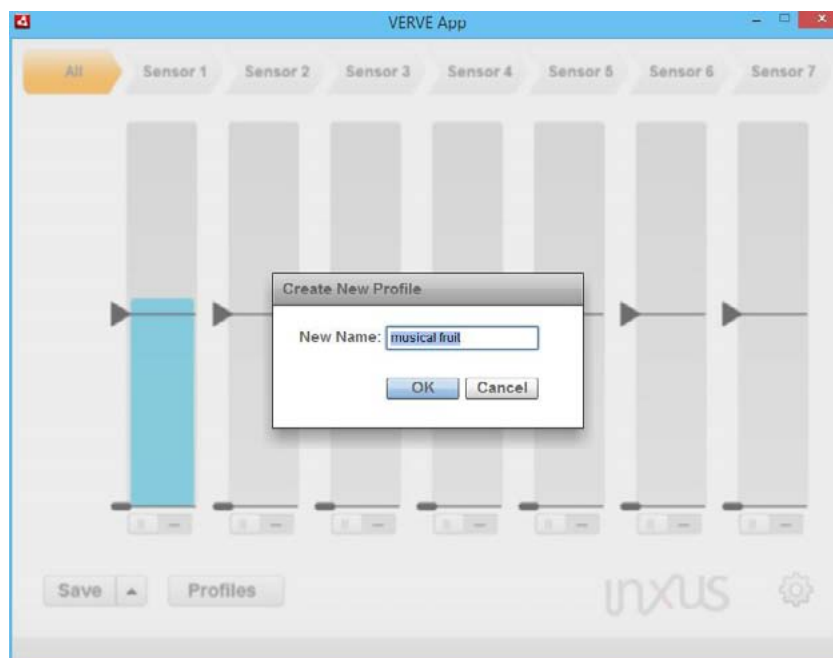 VERVE App
All Sensor 1 Sensor 2 Sensor 3 Sensor 4 Sensor 5 Sensor 6 Sensor 7
Create New Profile
New Name: musical fruit
OK Cancel
Save Profiles
inxus